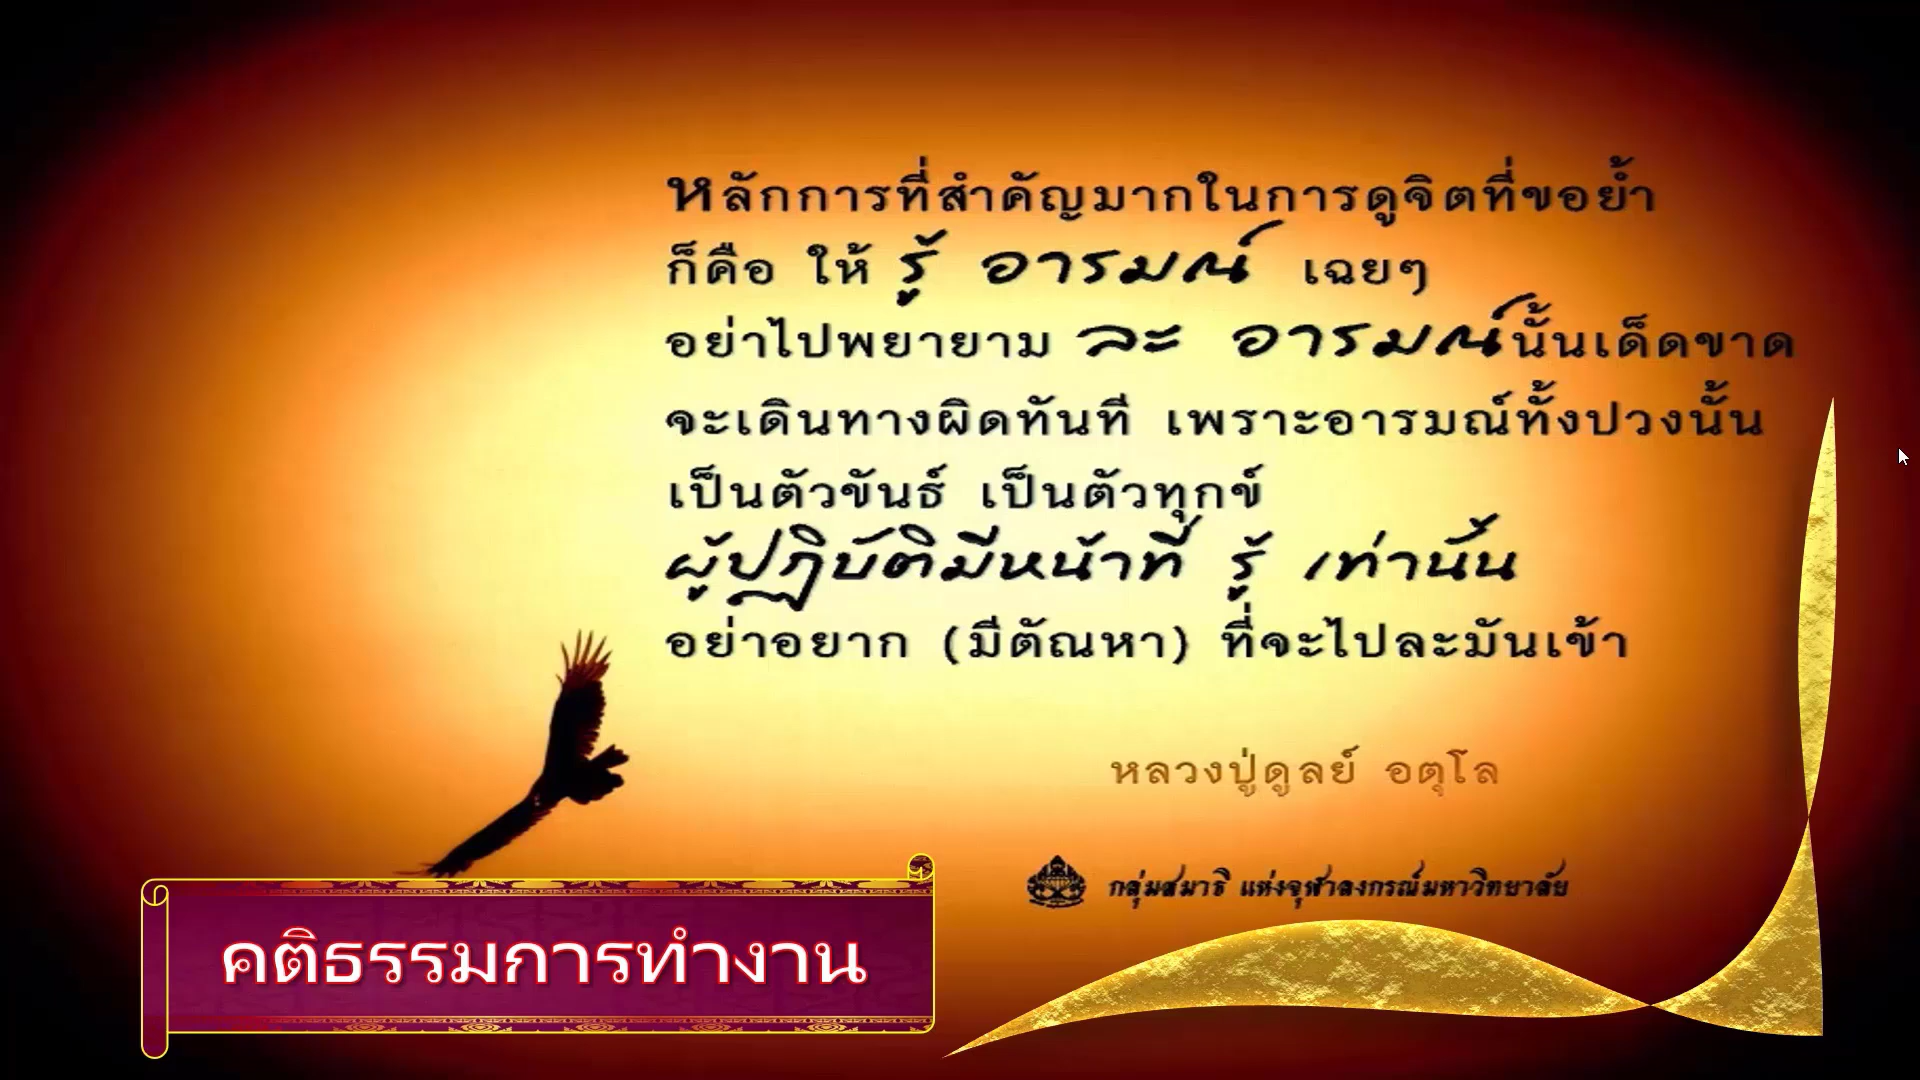 หลักการที่สำคัญมากในการดูจิตที่ขอย้ำ
ก็คือ ให้ รู้ อารมณ์ เฉยๆ
อย่าไปพยายาม ละ อารมณ์นั้นเด็ดขาด
จะเดินทางผิดทันที เพราะอารมณ์ทั้งปวงนั้น
เป็นตัวขันธ์ เป็นตัวทุกข์
ผู้ปฏิบัติมีหน้าที่ รู้ เท่านั้น
อย่าอยาก (มีตัณหา) ที่จะไปละมันเข้า
หลวงปู่ดูลย์ อตุโล
กลุ่มสมาธิ แห่งจุฬาลงกรณ์มหาวิทยาลัย
คติธรรมการทำงาน